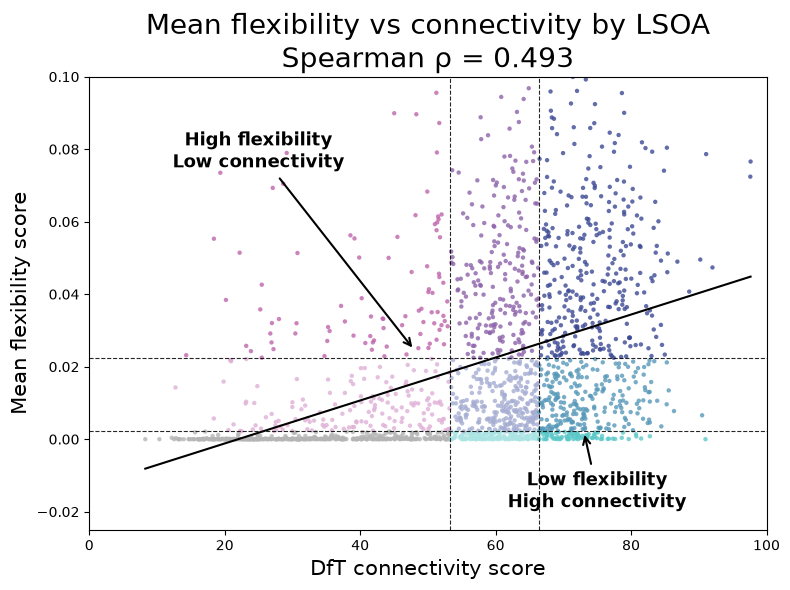 Mean flexibility vs connectivity by LSOA
Spearman ρ = 0.493
0.10
0.08
0.06
0.04
0.02
0.00
−0.02
Mean flexibility score
High flexibility
Low connectivity
Low flexibility
High connectivity
0 20 40 60 80 100
DfT connectivity score